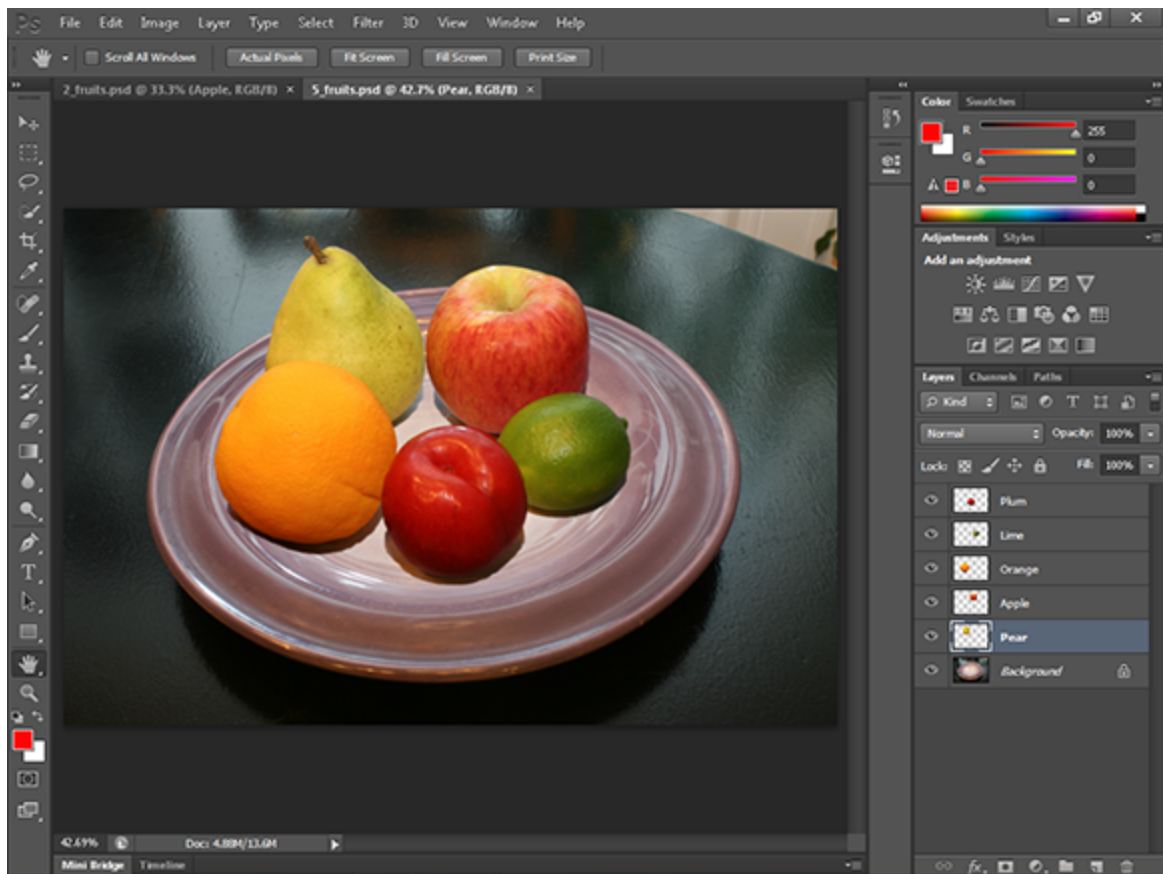 Ps File Edit Image Layer Type Select Filter 3D View Window Help
Scroll All Windows Actual Pixels Fit Screen Fill Screen Print Size
2_fruits.psd @ 33.3% (Apple, RGB/8) × 5_fruits.psd @ 42.7% (Pear, RGB/8) ×
Color Swatches
R 255
G 0
B 0
Adjustments Styles
Add an adjustment
Layers Channels Paths
Kind
Normal Opacity: 100%
Lock: Fill: 100%
Plum
Lime
Orange
Apple
Pear
Background
T
42.69% Doc: 4.88M/13.6M
Mini Bridge Timeline
fx